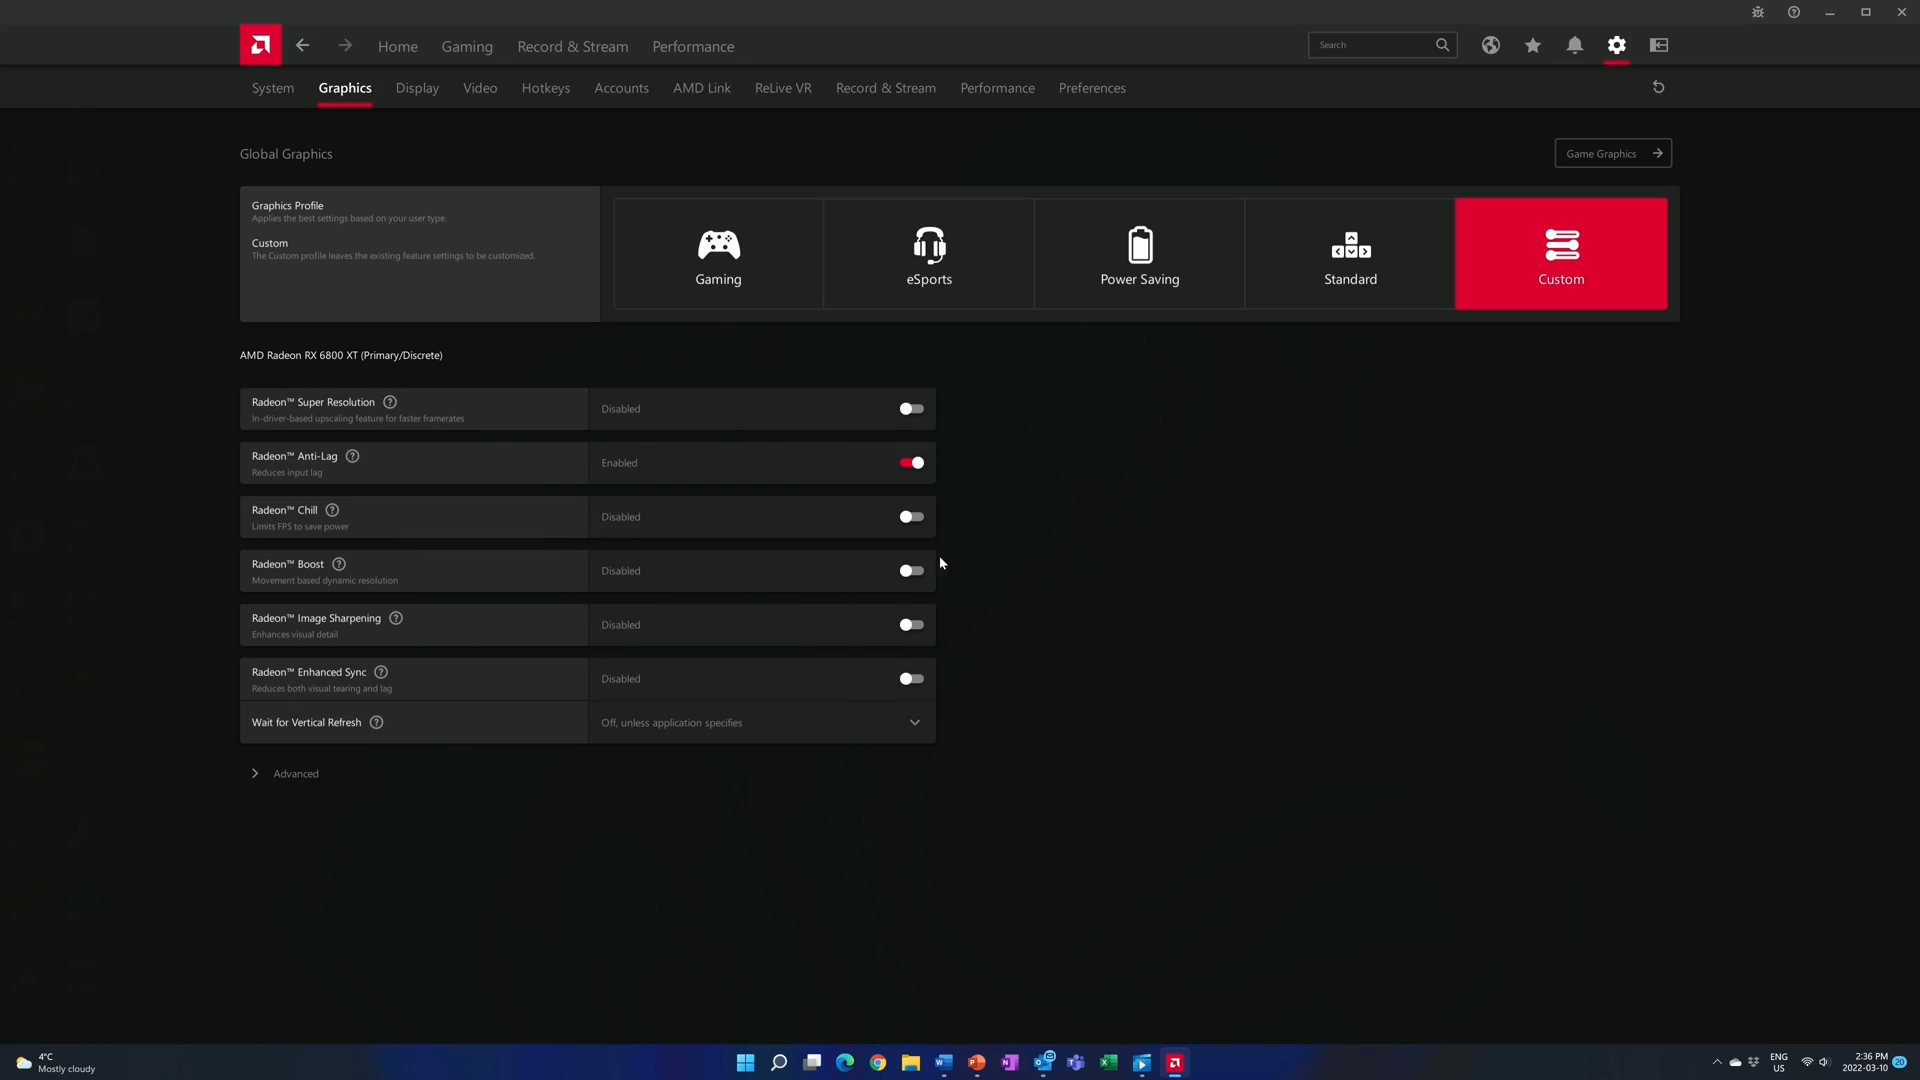 Home Gaming Record & Stream Performance
Search
System Graphics Display Video Hotkeys Accounts AMD Link ReLive VR Record & Stream Performance Preferences
Global Graphics
Game Graphics
Graphics Profile
Applies the best settings based on your user type.
Custom
The Custom profile leaves the existing feature settings to be customized.
Gaming
eSports
Power Saving
Standard
Custom
AMD Radeon RX 6800 XT (Primary/Discrete)
Radeon™ Super Resolution
In-driver-based upscaling feature for faster framerates
Disabled
Radeon™ Anti-Lag
Reduces input lag
Enabled
Radeon™ Chill
Limits FPS to save power
Disabled
Radeon™ Boost
Movement based dynamic resolution
Disabled
Radeon™ Image Sharpening
Enhances visual detail
Disabled
Radeon™ Enhanced Sync
Reduces both visual tearing and lag
Disabled
Wait for Vertical Refresh
Off, unless application specifies
Advanced
4°C
Mostly cloudy
ENG
US
2:36 PM
2022-03-10
20